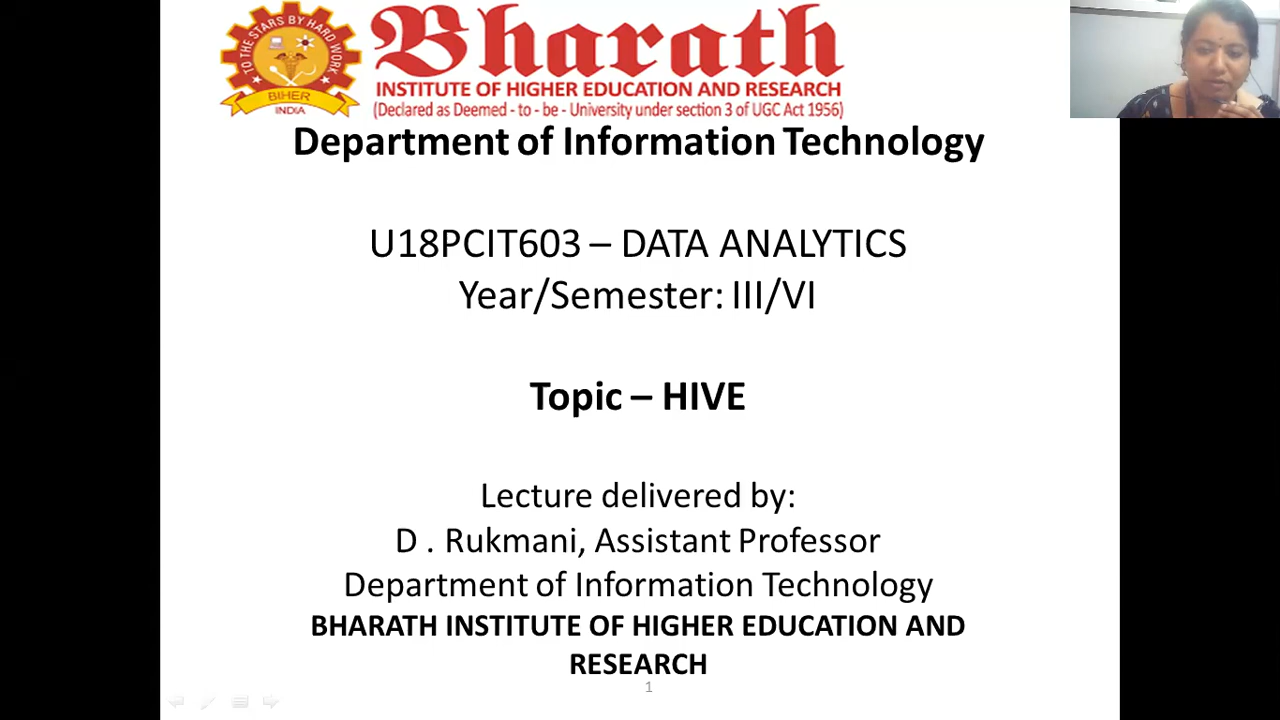 TO THE STARS BY HARD WORK
BIHER
INDIA
Bharath
INSTITUTE OF HIGHER EDUCATION AND RESEARCH
(Declared as Deemed - to - be - University under section 3 of UGC Act 1956)
Department of Information Technology
U18PCIT603 – DATA ANALYTICS
Year/Semester: III/VI
Topic – HIVE
Lecture delivered by:
D . Rukmani, Assistant Professor
Department of Information Technology
BHARATH INSTITUTE OF HIGHER EDUCATION AND
RESEARCH
1